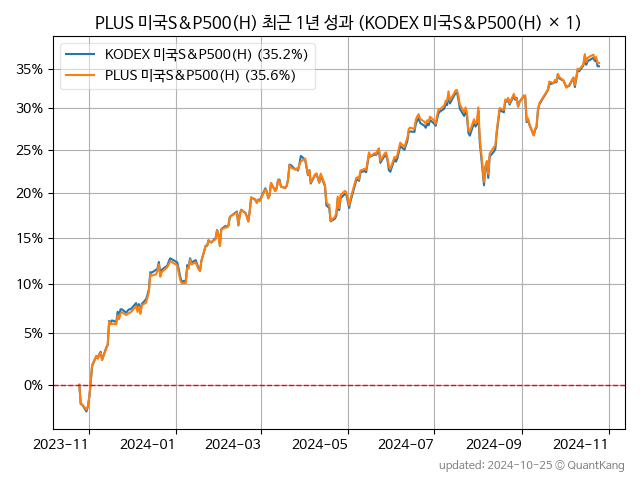 PLUS 미국S&P500(H) 최근 1년 성과 (KODEX 미국S&P500(H) × 1)
KODEX 미국S&P500(H) (35.2%)
PLUS 미국S&P500(H) (35.6%)
35%
30%
25%
20%
15%
10%
5%
0%
2023-11 2024-01 2024-03 2024-05 2024-07 2024-09 2024-11
updated: 2024-10-25 © QuantKang